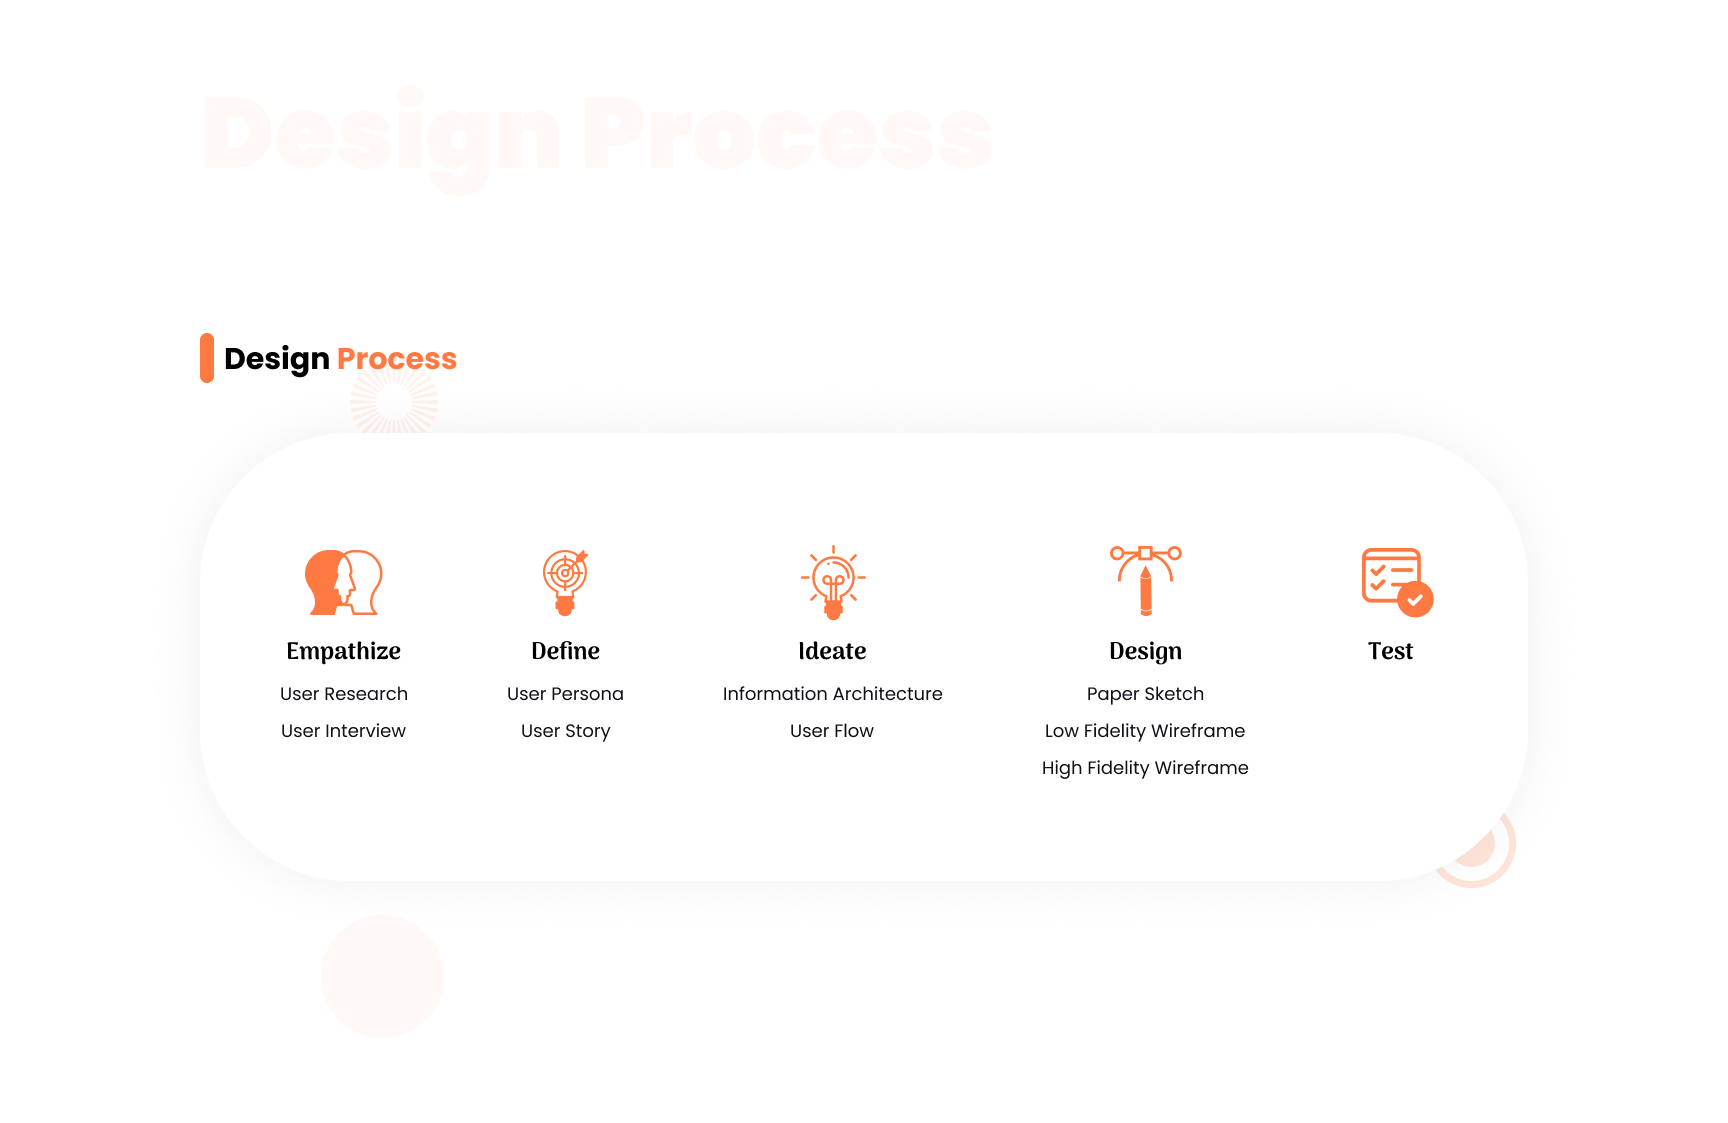 Design Process
Design Process
Empathize
User Research
User Interview
Define
User Persona
User Story
Ideate
Information Architecture
User Flow
Design
Paper Sketch
Low Fidelity Wireframe
High Fidelity Wireframe
Test